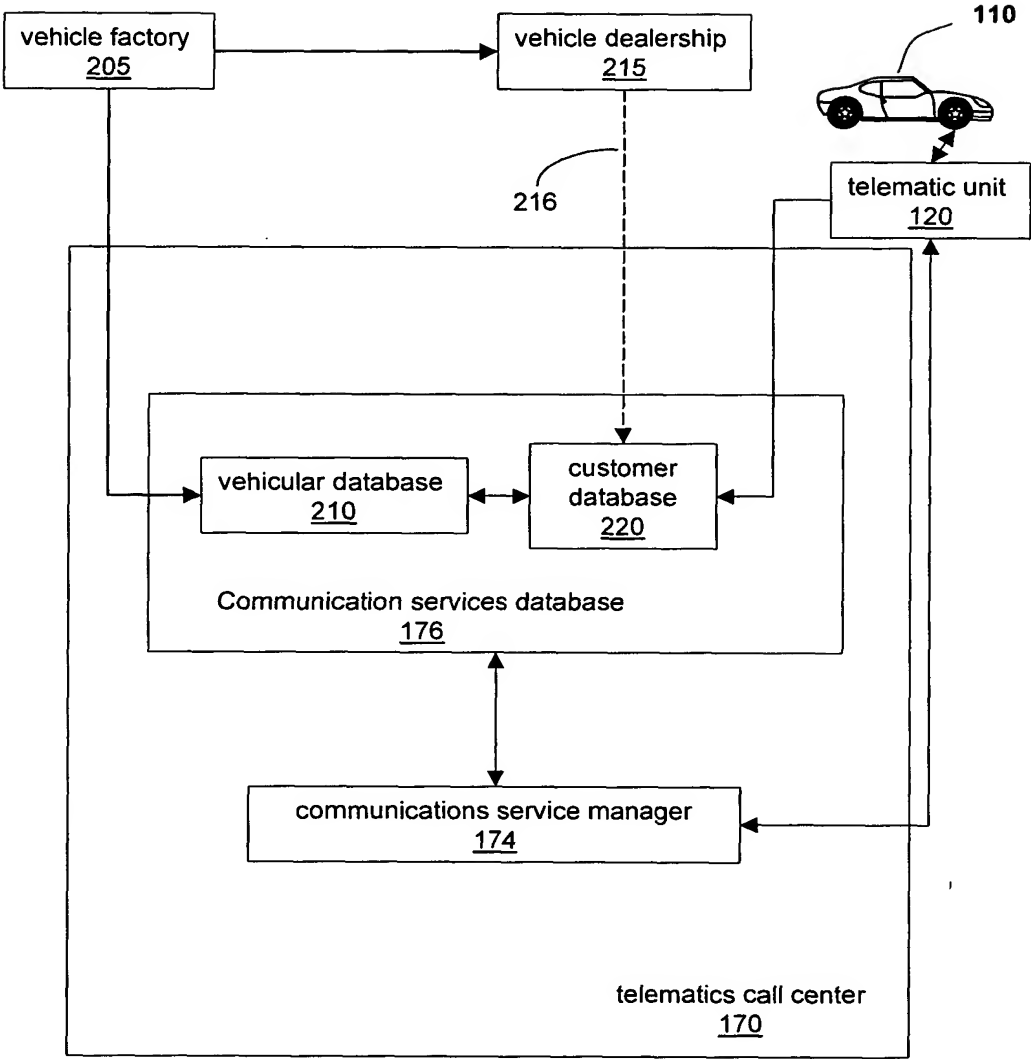 vehicle factory
205
vehicle dealership
215
110
216
telematic unit
120
vehicular database
210
customer
database
220
Communication services database
176
communications service manager
174
telematics call center
170